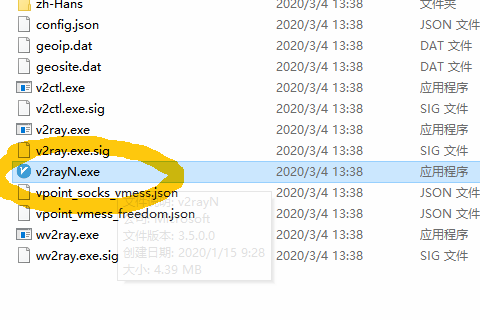 zh-Hans 2020/3/4 13:38 文件夹
config.json 2020/3/4 13:38 JSON 文件
geoip.dat 2020/3/4 13:38 DAT 文件
geosite.dat 2020/3/4 13:38 DAT 文件
v2ctl.exe 2020/3/4 13:38 应用程序
v2ctl.exe.sig 2020/3/4 13:38 SIG 文件
v2ray.exe 2020/3/4 13:38 应用程序
v2ray.exe.sig 2020/3/4 13:38 SIG 文件
v2rayN.exe 2020/3/4 13:38 应用程序
vpoint_socks_vmess.json 2020/3/4 13:38 JSON 文件
vpoint_vmess_freedom.json 2020/3/4 13:38 JSON 文件
wv2ray.exe 2020/3/4 13:38 应用程序
wv2ray.exe.sig 2020/3/4 13:38 SIG 文件
v2rayN
文件版本: 3.5.0.0
创建日期: 2020/1/15 9:28
大小: 4.39 MB